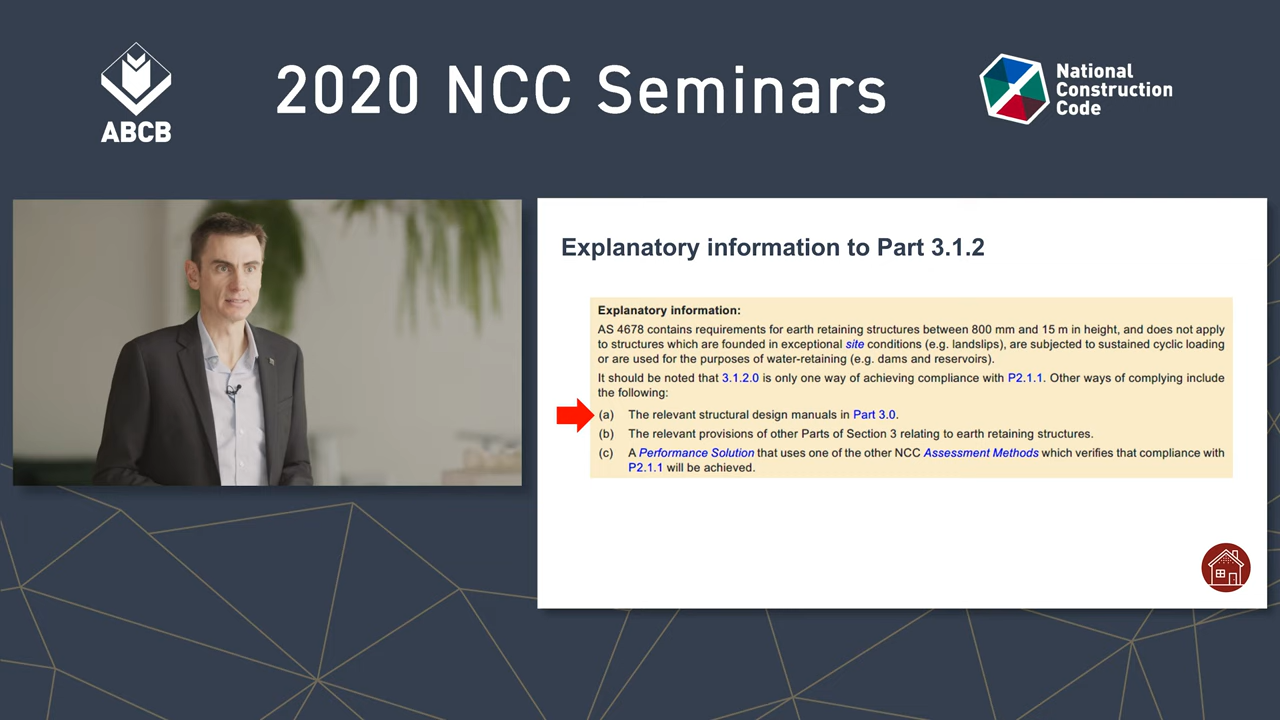 ABCB
2020 NCC Seminars
National
Construction
Code
Explanatory information to Part 3.1.2
Explanatory information:
AS 4678 contains requirements for earth retaining structures between 800 mm and 15 m in height, and does not apply
to structures which are founded in exceptional site conditions (e.g. landslips), are subjected to sustained cyclic loading
or are used for the purposes of water-retaining (e.g. dams and reservoirs).
It should be noted that 3.1.2.0 is only one way of achieving compliance with P2.1.1. Other ways of complying include
the following:
(a) The relevant structural design manuals in Part 3.0.
(b) The relevant provisions of other Parts of Section 3 relating to earth retaining structures.
(c) A Performance Solution that uses one of the other NCC Assessment Methods which verifies that compliance with
P2.1.1 will be achieved.